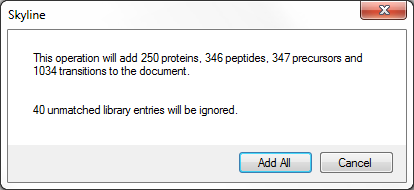 Skyline
This operation will add 250 proteins, 346 peptides, 347 precursors and
1034 transitions to the document.
40 unmatched library entries will be ignored.
Add All
Cancel